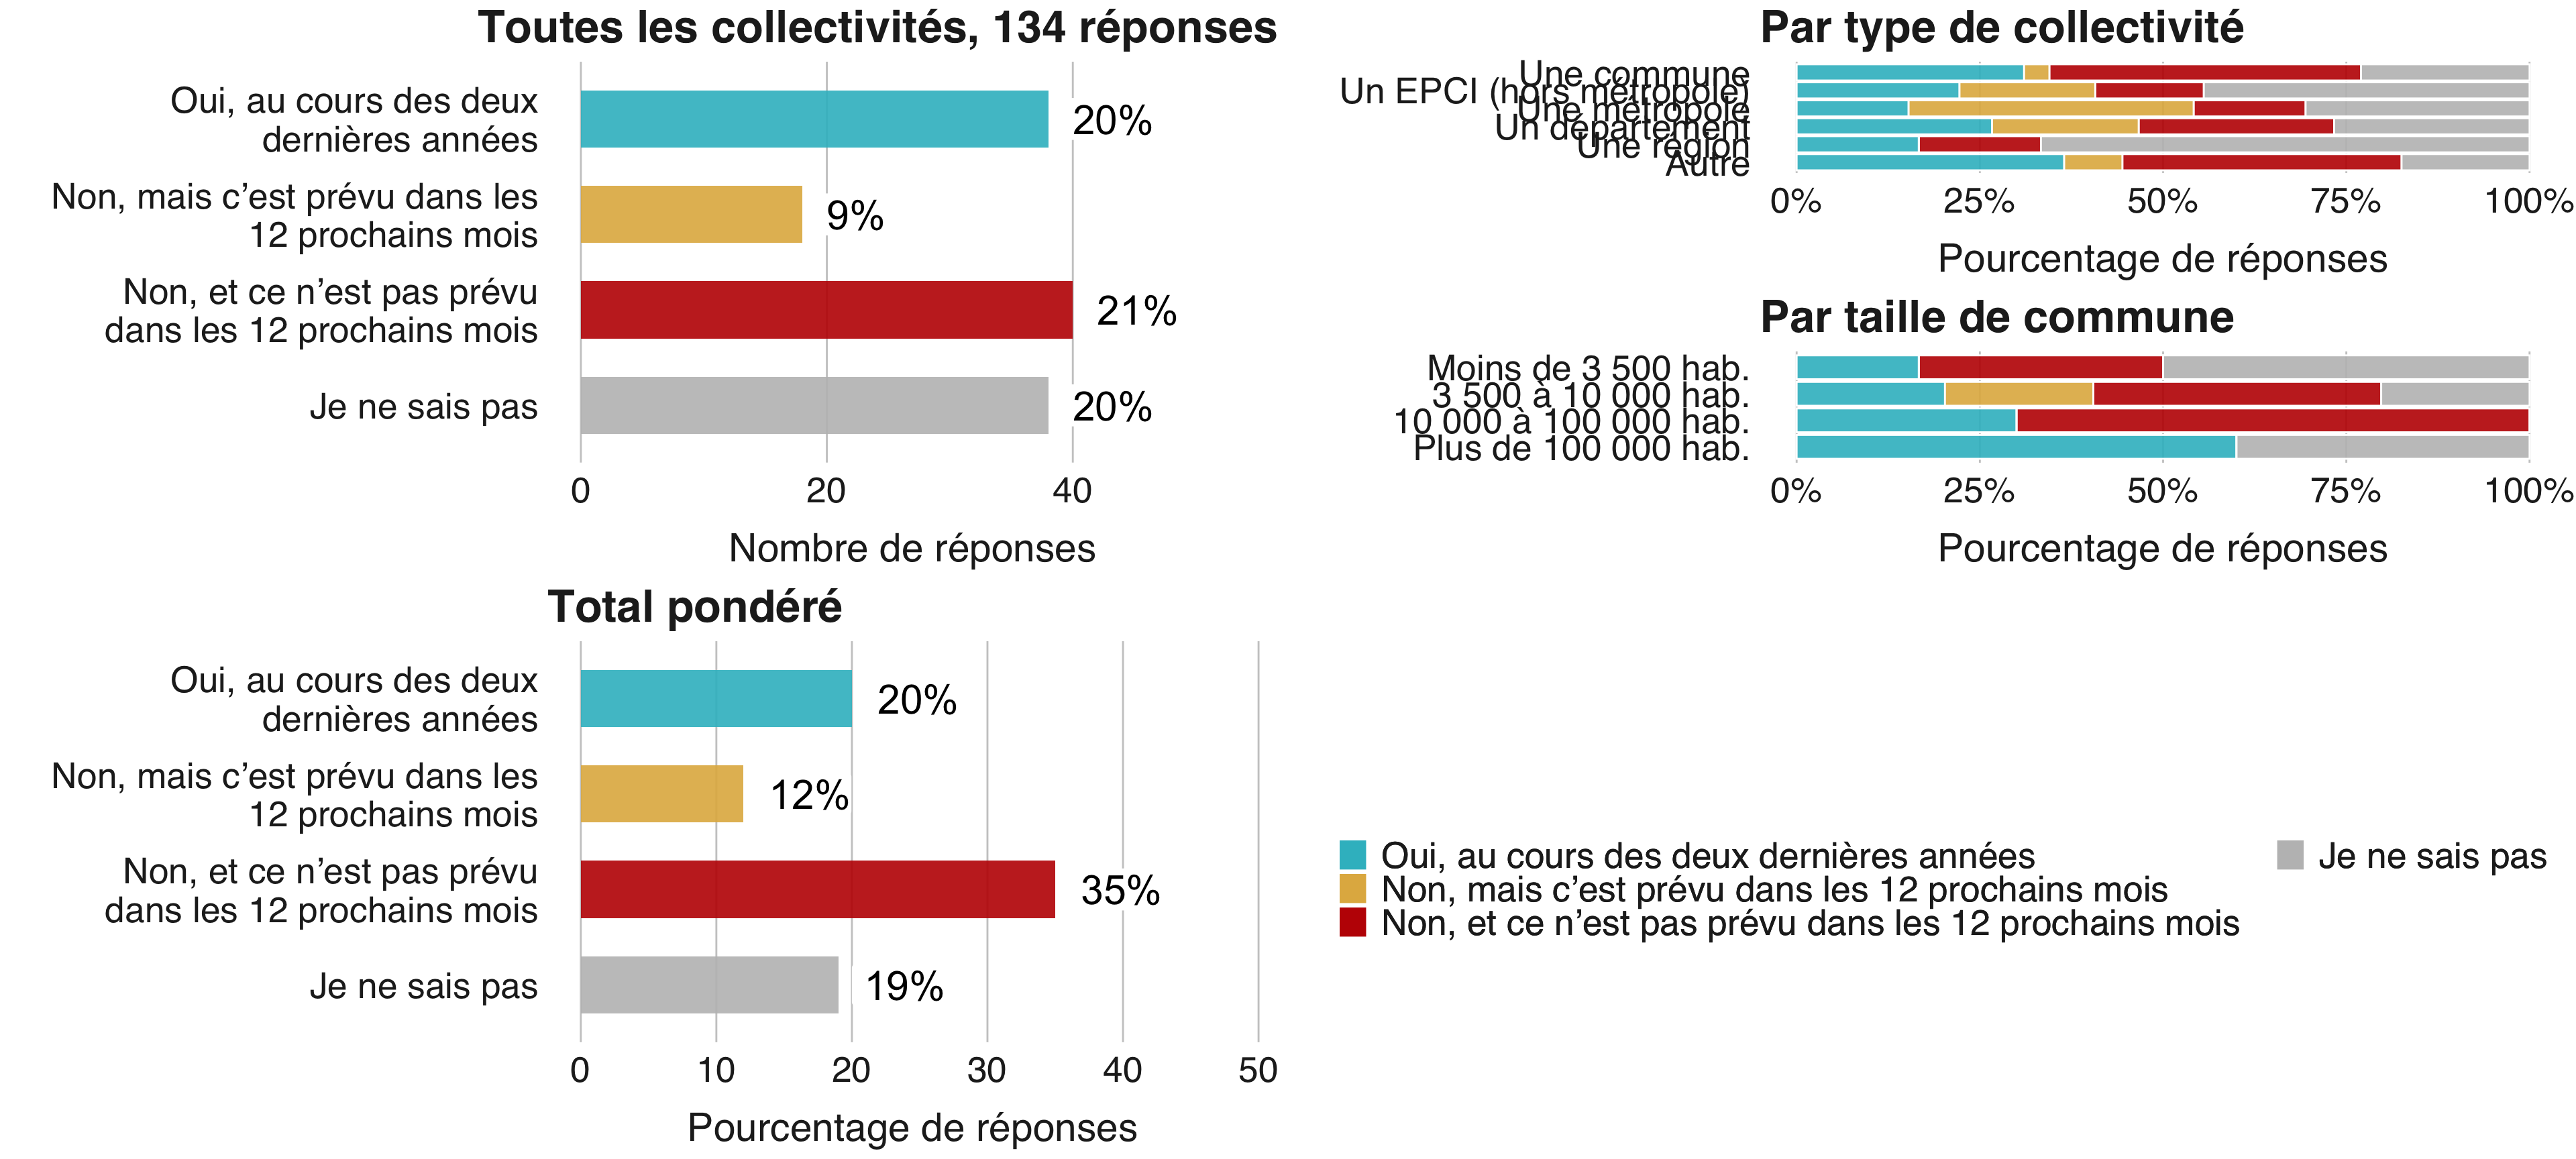 Toutes les collectivités, 134 réponses
Oui, au cours des deux
dernières années
20%
Non, mais c’est prévu dans les
12 prochains mois
9%
Non, et ce n’est pas prévu
dans les 12 prochains mois
21%
Je ne sais pas
20%
0 20 40
Nombre de réponses
Total pondéré
Oui, au cours des deux
dernières années
20%
Non, mais c’est prévu dans les
12 prochains mois
12%
Non, et ce n’est pas prévu
dans les 12 prochains mois
35%
Je ne sais pas
19%
0 10 20 30 40 50
Pourcentage de réponses
Par type de collectivité
Une commune
Un EPCI (hors métropole)
Une métropole
Un département
Une région
Autre
0% 25% 50% 75% 100%
Pourcentage de réponses
Par taille de commune
Moins de 3 500 hab.
3 500 à 10 000 hab.
10 000 à 100 000 hab.
Plus de 100 000 hab.
0% 25% 50% 75% 100%
Pourcentage de réponses
Oui, au cours des deux dernières années
Non, mais c’est prévu dans les 12 prochains mois
Non, et ce n’est pas prévu dans les 12 prochains mois
Je ne sais pas